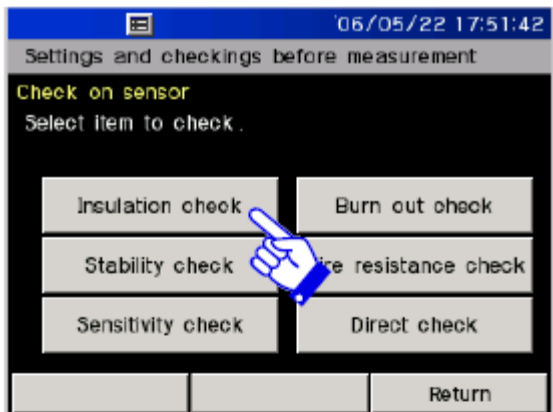 '06/05/22 17:51:42
Settings and checkings before measurement
Check on sensor
Select item to check.
Insulation check
Burn out check
Stability check
resistance check
Sensitivity check
Direct check
Return